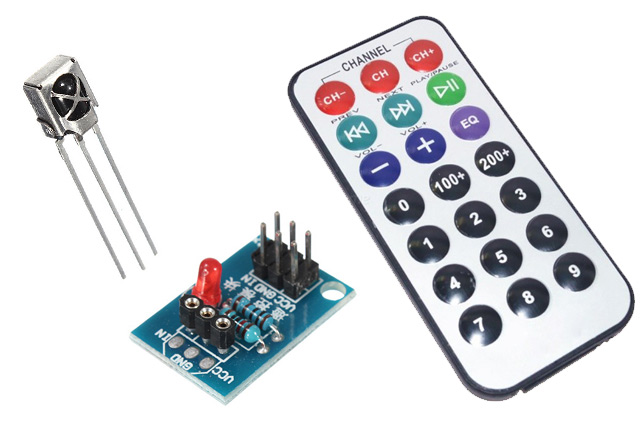 CHANNEL
CH-
CH
CH+
PREV
NEXT
PLAY/PAUSE
VOL-
VOL+
EQ
−
+
0
100+
200+
1
2
3
4
5
6
7
8
9
VCC GND IN
IN
GND
VCC